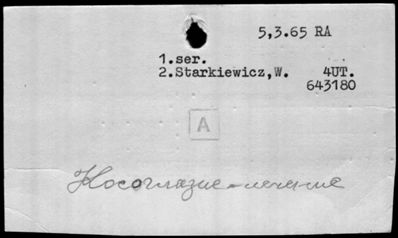 5,3.65 RA
1.ser.
2.Starkiewicz,W. 4UT.
643180
A
Косоглазие - лечение